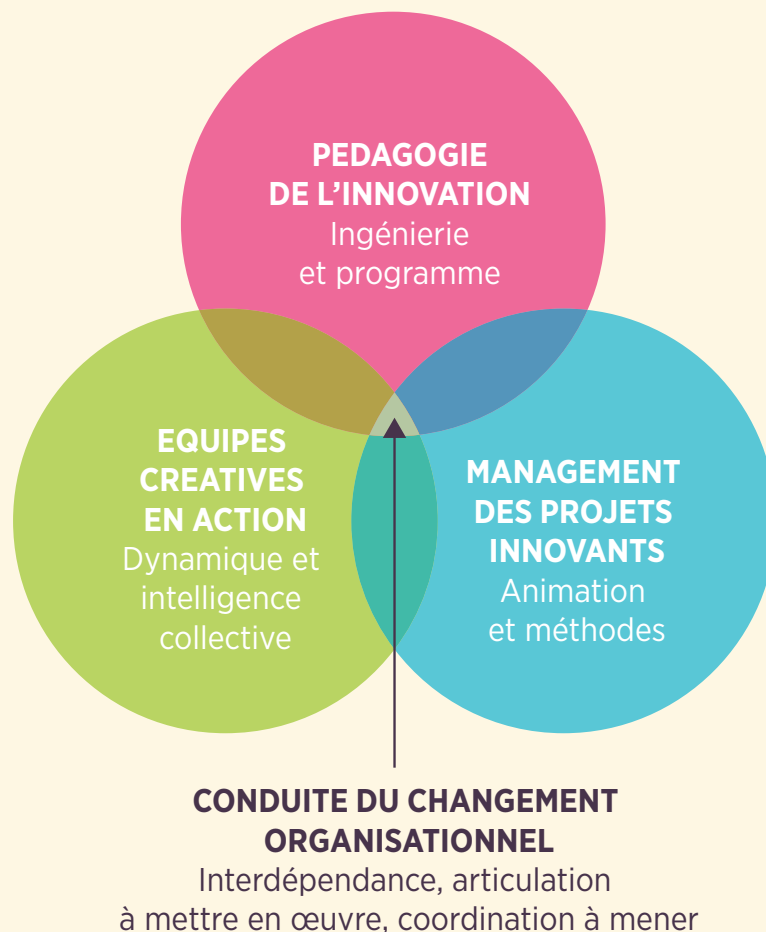 PEDAGOGIE
DE L’INNOVATION
Ingénierie
et programme
EQUIPES
CREATIVES
EN ACTION
Dynamique et
intelligence
collective
MANAGEMENT
DES PROJETS
INNOVANTS
Animation
et méthodes
CONDUITE DU CHANGEMENT
ORGANISATIONNEL
Interdépendance, articulation
à mettre en œuvre, coordination à mener